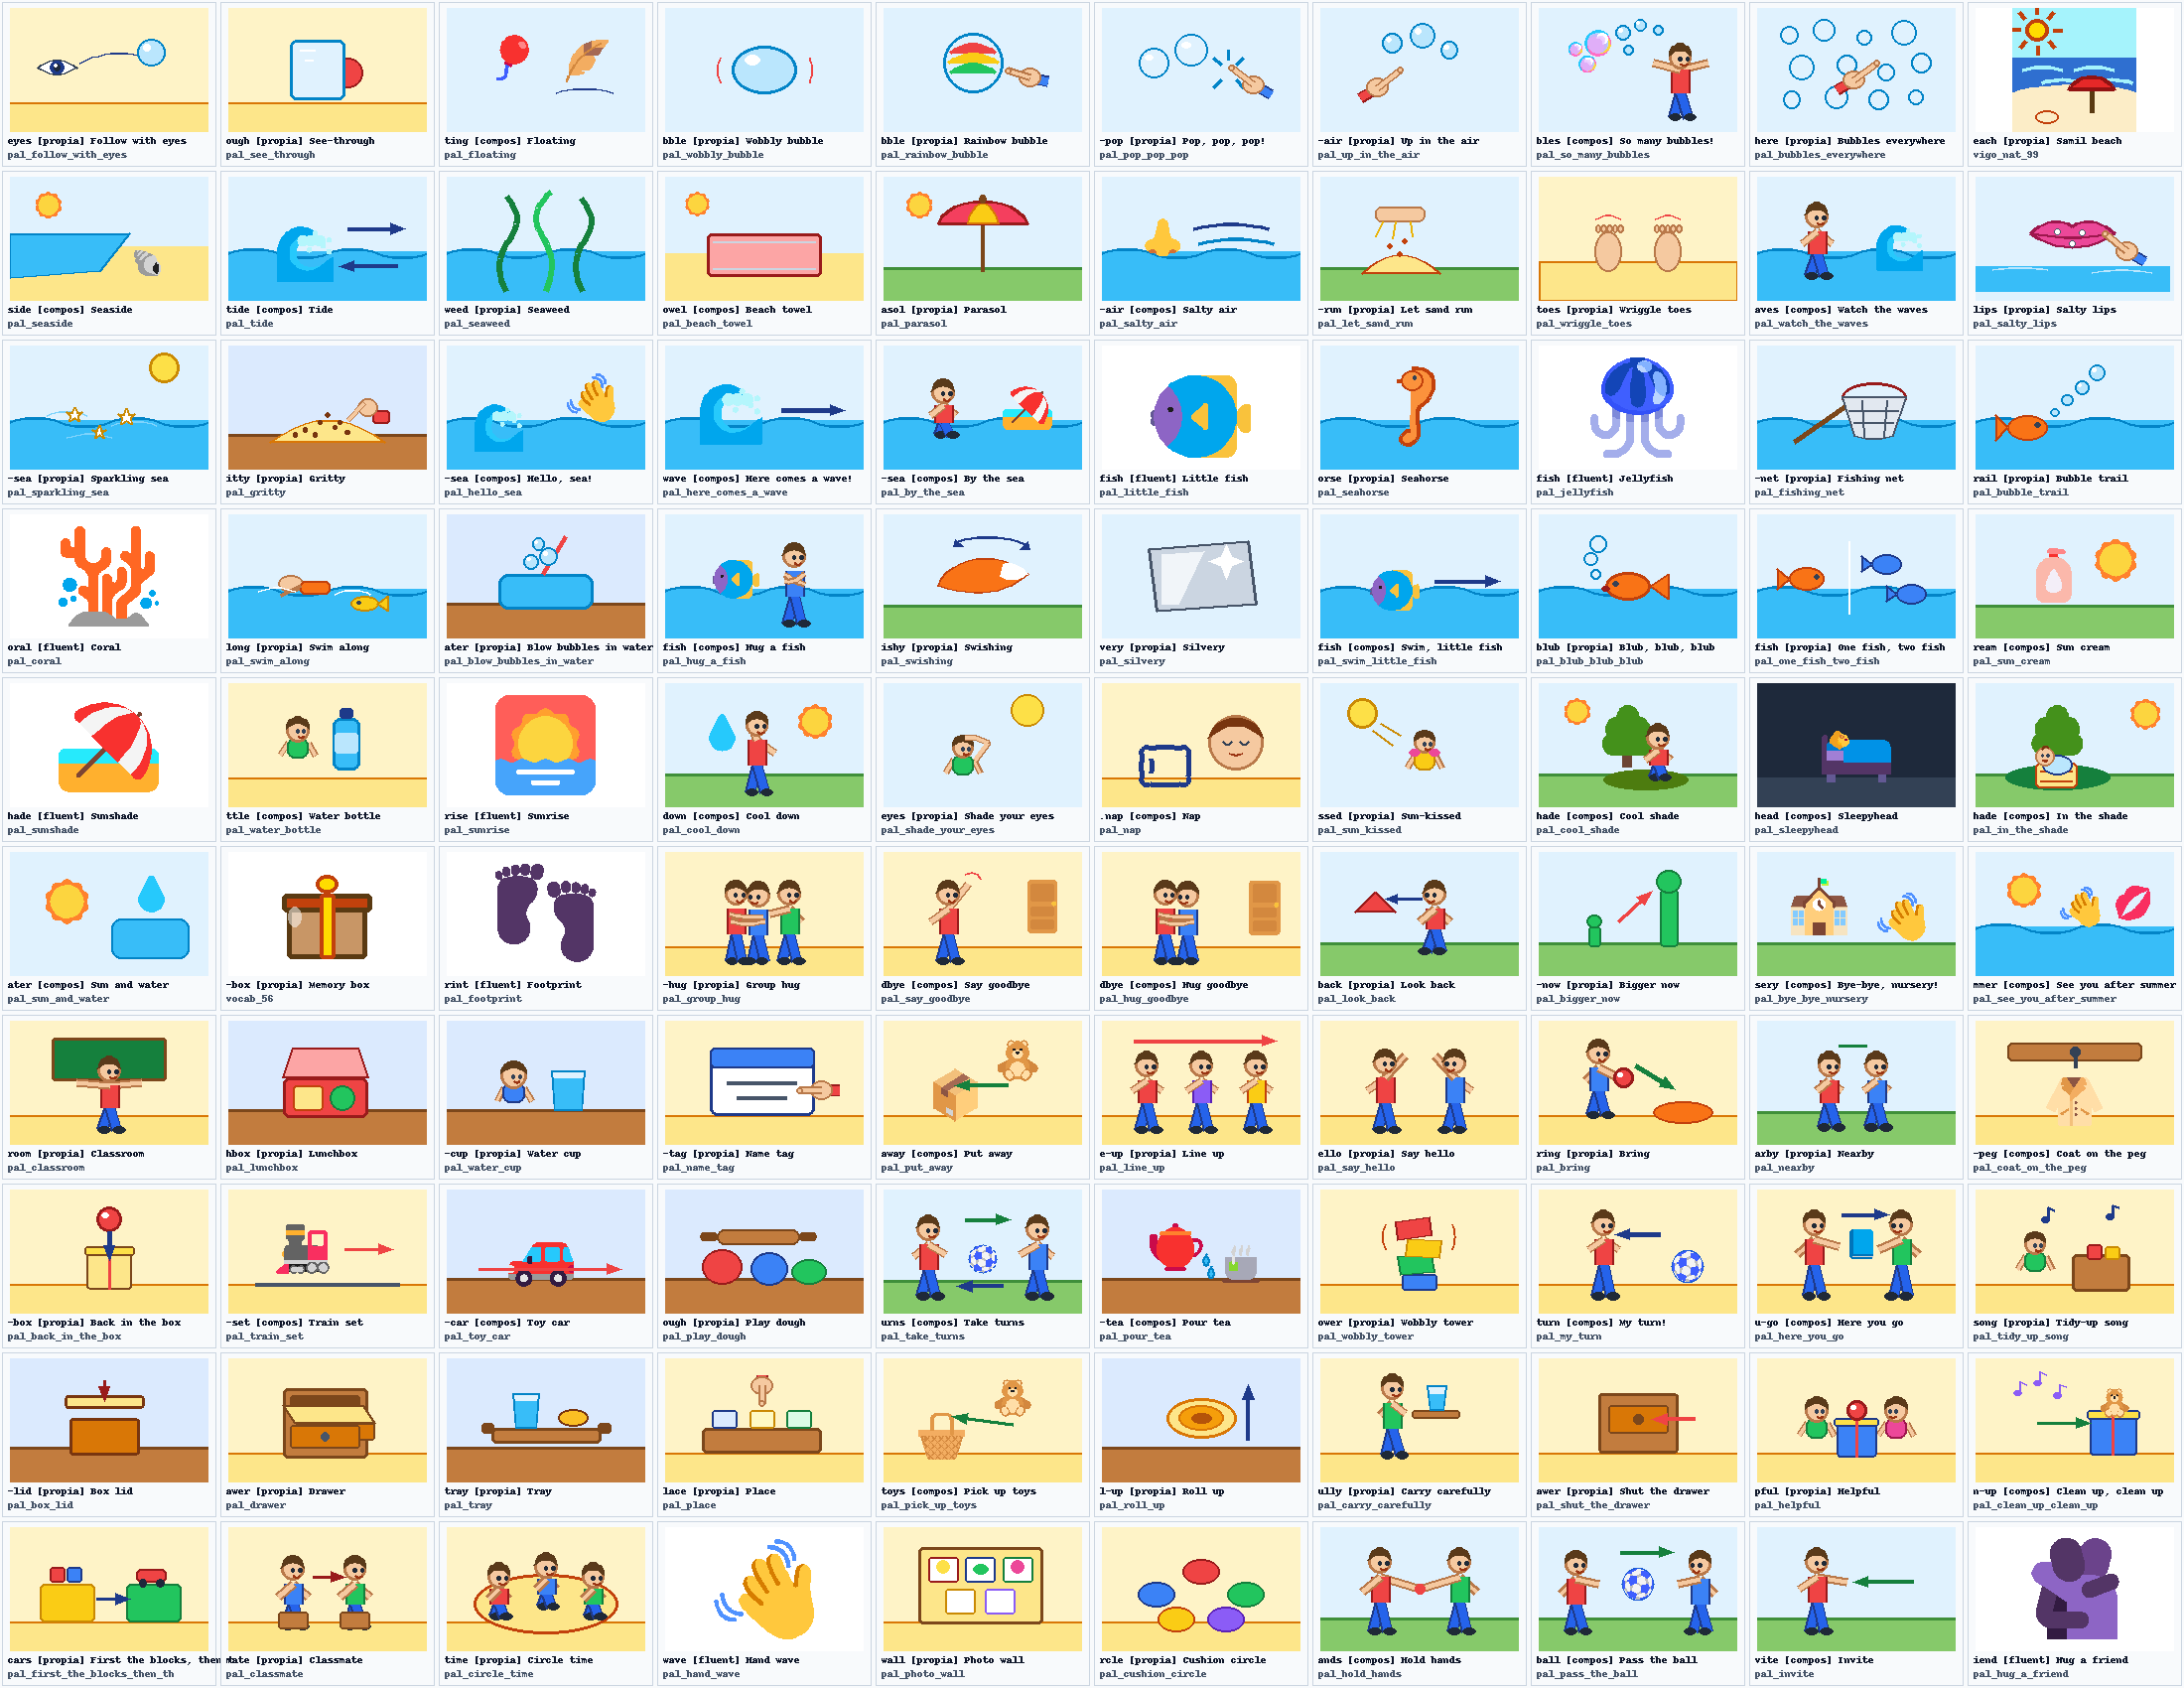 eyes [propia] Follow with eyes
pal_follow_with_eyes
ough [propia] See-through
pal_see_through
ting [compos] Floating
pal_floating
bble [propia] Wobbly bubble
pal_wobbly_bubble
bble [propia] Rainbow bubble
pal_rainbow_bubble
-pop [propia] Pop, pop, pop!
pal_pop_pop_pop
-air [propia] Up in the air
pal_up_in_the_air
bles [compos] So many bubbles!
pal_so_many_bubbles
here [propia] Bubbles everywhere
pal_bubbles_everywhere
each [propia] Samil beach
vigo_nat_99
side [compos] Seaside
pal_seaside
tide [compos] Tide
pal_tide
weed [propia] Seaweed
pal_seaweed
owel [compos] Beach towel
pal_beach_towel
asol [propia] Parasol
pal_parasol
-air [compos] Salty air
pal_salty_air
-run [propia] Let sand run
pal_let_sand_run
toes [propia] Wriggle toes
pal_wriggle_toes
aves [compos] Watch the waves
pal_watch_the_waves
lips [propia] Salty lips
pal_salty_lips
-sea [propia] Sparkling sea
pal_sparkling_sea
itty [propia] Gritty
pal_gritty
-sea [compos] Hello, sea!
pal_hello_sea
wave [compos] Here comes a wave!
pal_here_comes_a_wave
-sea [compos] By the sea
pal_by_the_sea
fish [fluent] Little fish
pal_little_fish
orse [propia] Seahorse
pal_seahorse
fish [fluent] Jellyfish
pal_jellyfish
-net [propia] Fishing net
pal_fishing_net
rail [propia] Bubble trail
pal_bubble_trail
oral [fluent] Coral
pal_coral
long [propia] Swim along
pal_swim_along
ater [propia] Blow bubbles in water
pal_blow_bubbles_in_water
fish [compos] Hug a fish
pal_hug_a_fish
ishy [propia] Swishing
pal_swishing
very [propia] Silvery
pal_silvery
fish [compos] Swim, little fish
pal_swim_little_fish
blub [propia] Blub, blub, blub
pal_blub_blub_blub
fish [propia] One fish, two fish
pal_one_fish_two_fish
ream [compos] Sun cream
pal_sun_cream
hade [fluent] Sunshade
pal_sunshade
ttle [compos] Water bottle
pal_water_bottle
rise [fluent] Sunrise
pal_sunrise
down [compos] Cool down
pal_cool_down
eyes [propia] Shade your eyes
pal_shade_your_eyes
.nap [compos] Nap
pal_nap
ssed [propia] Sun-kissed
pal_sun_kissed
hade [compos] Cool shade
pal_cool_shade
head [compos] Sleepyhead
pal_sleepyhead
hade [compos] In the shade
pal_in_the_shade
ater [compos] Sun and water
pal_sun_and_water
-box [propia] Memory box
vocab_56
rint [fluent] Footprint
pal_footprint
-hug [propia] Group hug
pal_group_hug
dbye [propia] Say goodbye
pal_say_goodbye
dbye [propia] Hug goodbye
pal_hug_goodbye
back [propia] Look back
pal_look_back
-now [propia] Bigger now
pal_bigger_now
sery [compos] Bye-bye, nursery!
pal_bye_bye_nursery
mmer [compos] See you after summer
pal_see_you_after_summer
room [propia] Classroom
pal_classroom
hbox [propia] Lunchbox
pal_lunchbox
-cup [propia] Water cup
pal_water_cup
-tag [propia] Name tag
pal_name_tag
away [compos] Put away
pal_put_away
e-up [propia] Line up
pal_line_up
ello [propia] Say hello
pal_say_hello
ring [propia] Bring
pal_bring
arby [propia] Nearby
pal_nearby
-peg [compos] Coat on the peg
pal_coat_on_the_peg
-box [propia] Back in the box
pal_back_in_the_box
-set [compos] Train set
pal_train_set
-car [compos] Toy car
pal_toy_car
ough [propia] Play dough
pal_play_dough
urns [compos] Take turns
pal_take_turns
-tea [compos] Pour tea
pal_pour_tea
ower [propia] Wobbly tower
pal_wobbly_tower
turn [compos] My turn!
pal_my_turn
u-go [compos] Here you go
pal_here_you_go
song [propia] Tidy-up song
pal_tidy_up_song
-lid [propia] Box lid
pal_box_lid
awer [propia] Drawer
pal_drawer
tray [propia] Tray
pal_tray
lace [propia] Place
pal_place
toys [compos] Pick up toys
pal_pick_up_toys
l-up [propia] Roll up
pal_roll_up
ully [propia] Carry carefully
pal_carry_carefully
awer [propia] Shut the drawer
pal_shut_the_drawer
pful [propia] Helpful
pal_helpful
n-up [compos] Clean up, clean up
pal_clean_up_clean_up
cars [propia] First the blocks, then
pal_first_the_blocks_then_th
mate [propia] Classmate
pal_classmate
time [propia] Circle time
pal_circle_time
wave [fluent] Hand wave
pal_hand_wave
wall [propia] Photo wall
pal_photo_wall
rcle [propia] Cushion circle
pal_cushion_circle
ands [compos] Hold hands
pal_hold_hands
ball [compos] Pass the ball
pal_pass_the_ball
vite [compos] Invite
pal_invite
iend [fluent] Hug a friend
pal_hug_a_friend